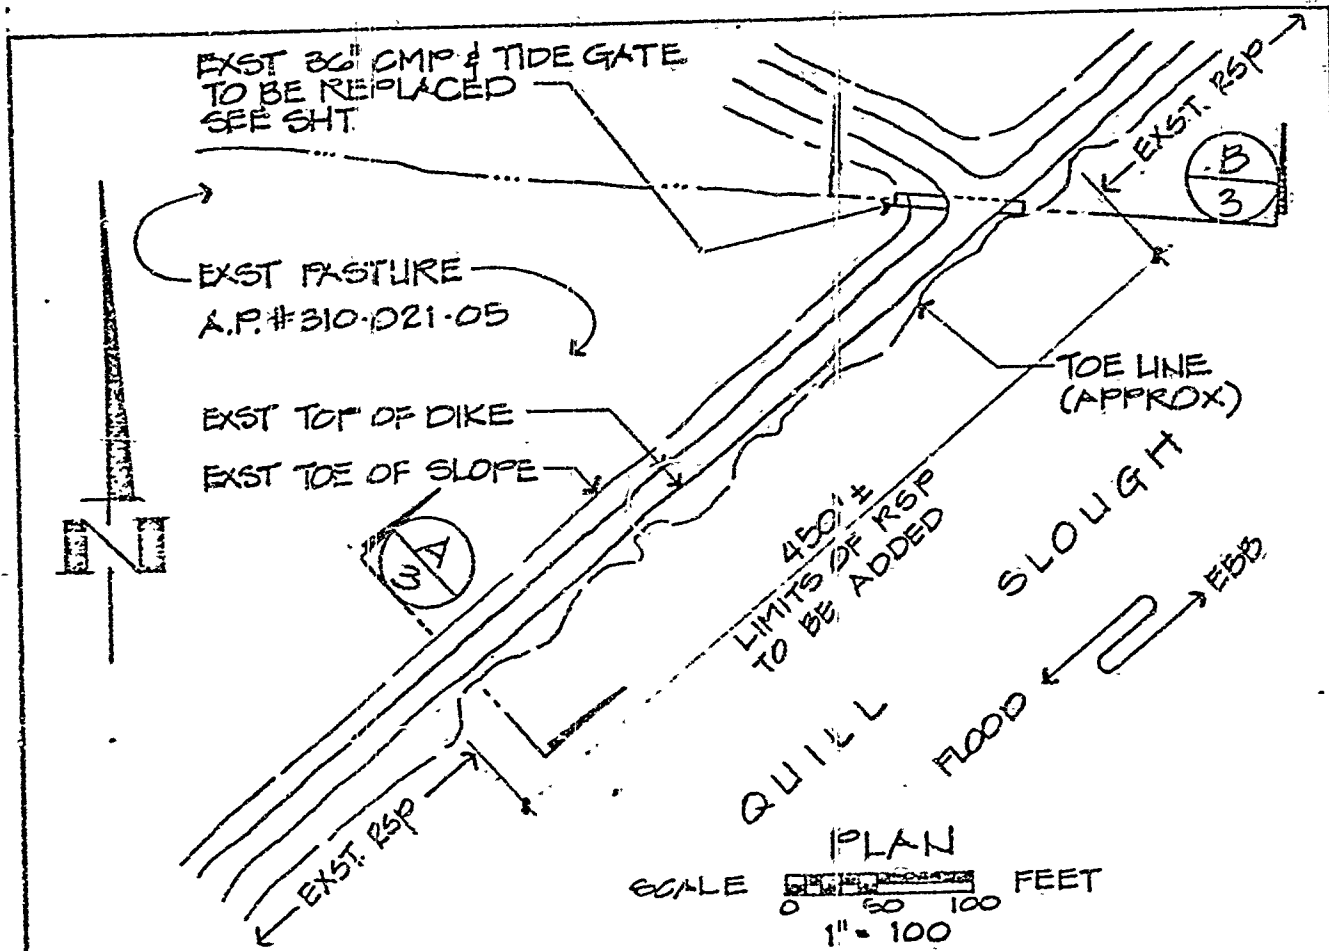 EXST 36" CMP & TIDE GATE
TO BE REPLACED
SEE SHT
EXST. RSP
B
3
EXST PASTURE
A.P.#310-021-05
TOE LINE
(APPROX)
EXST TOP OF DIKE
EXST TOE OF SLOPE
A
3
N
450'±
LIMITS OF RSP
TO BE ADDED
QUILL SLOUGH
EBB
FLOOD
EXST. RSP
PLAN
SCALE 0 50 100 FEET
1" = 100